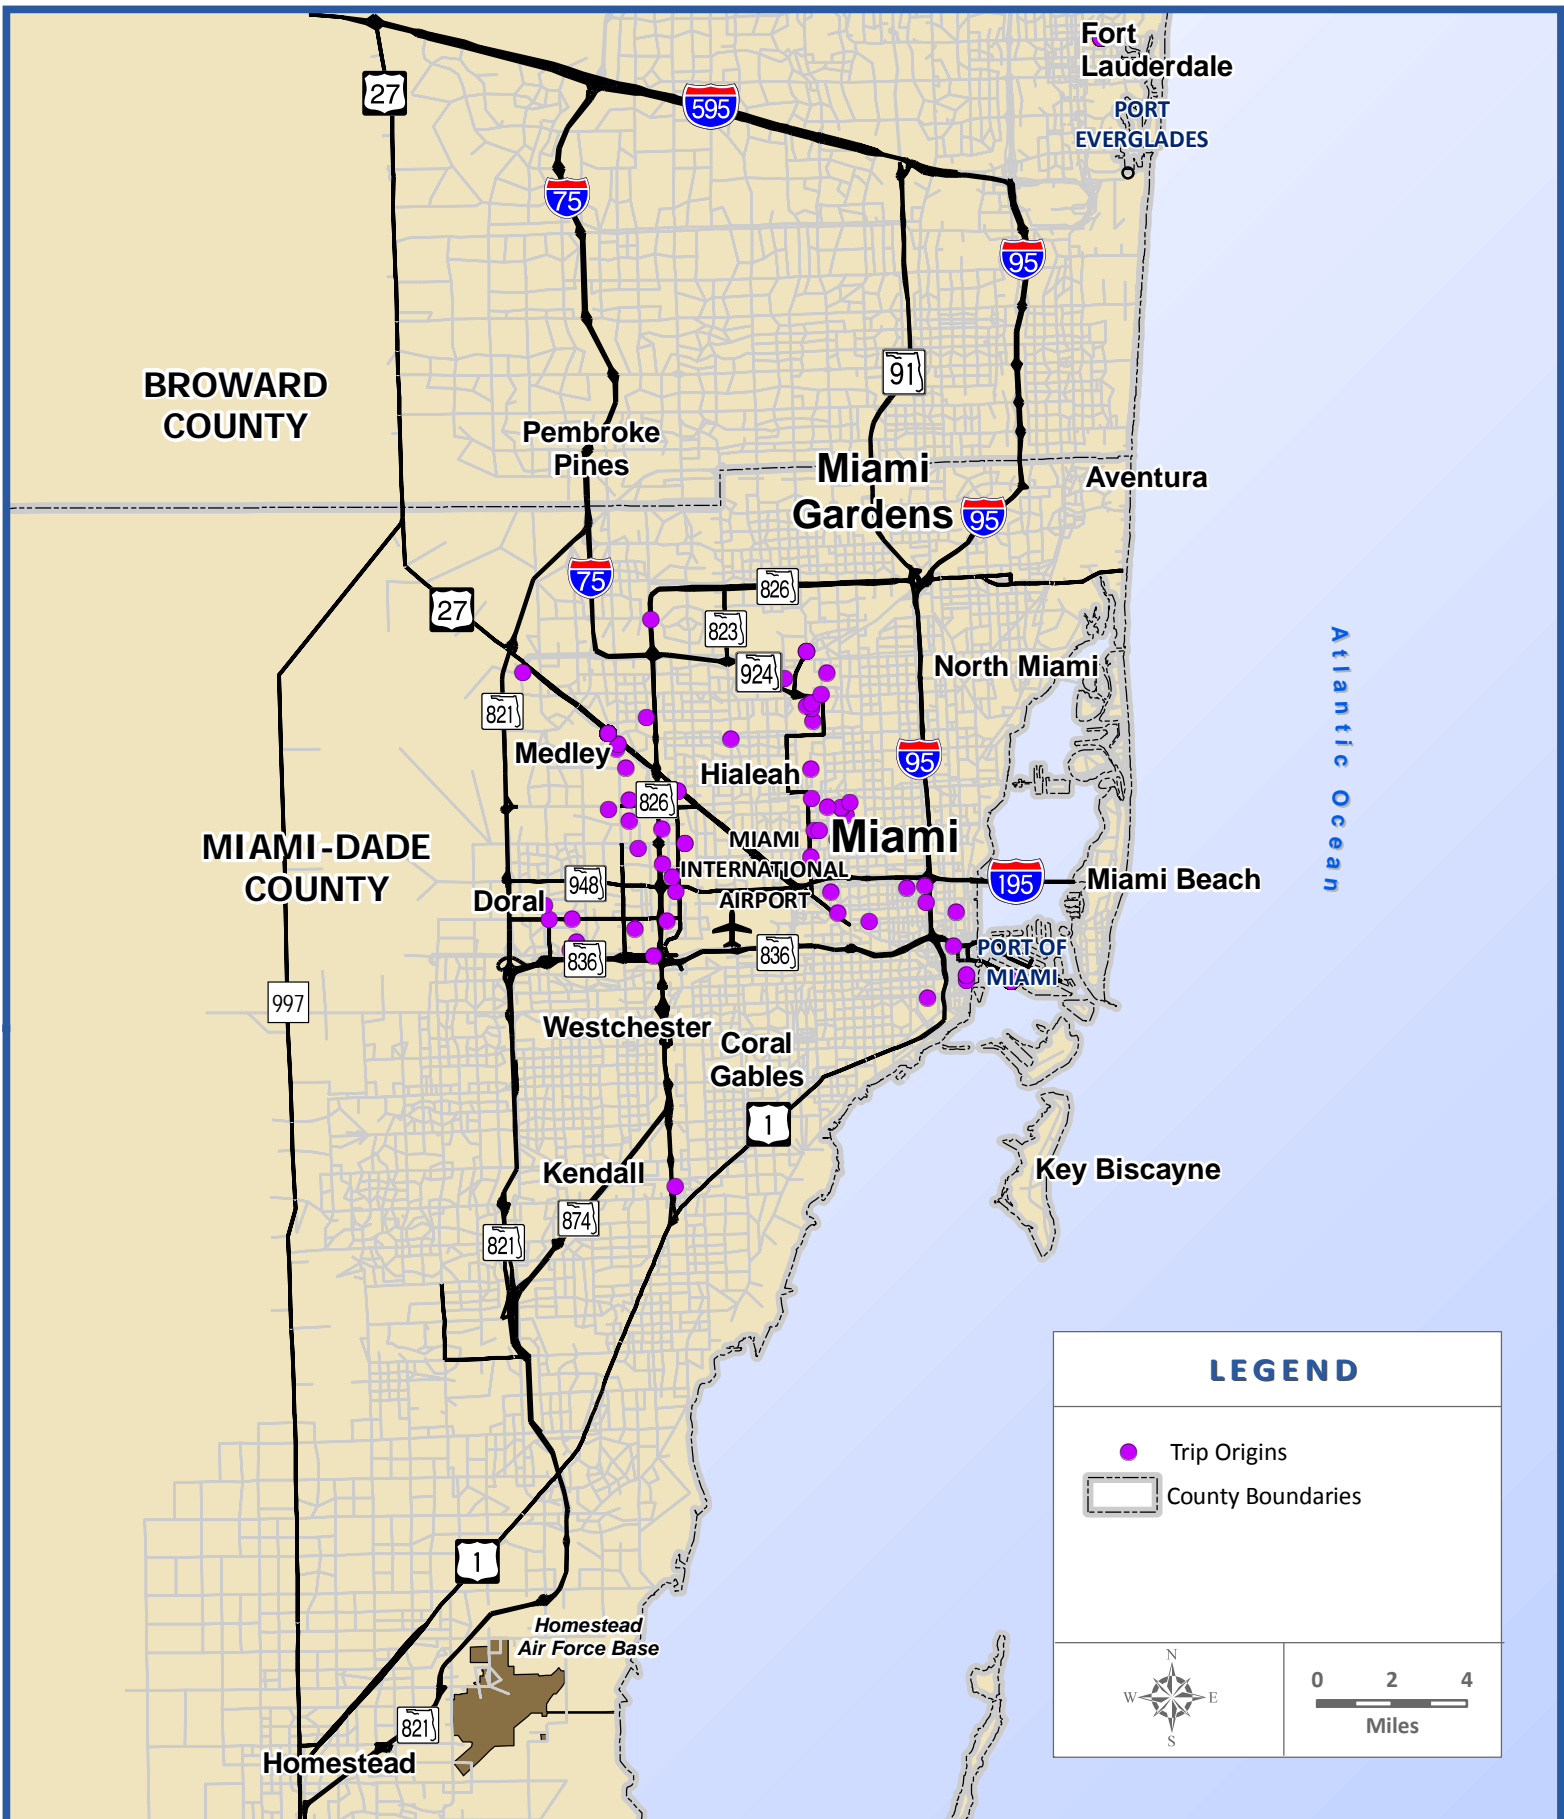 Fort
Lauderdale
27
595
PORT
EVERGLADES
75
95
91
BROWARD
COUNTY
Pembroke
Pines
Miami
Gardens
Aventura
95
75
826
27
823
North Miami
924
821
Atlantic Ocean
Medley
Hialeah
95
826
MIAMI-DADE
COUNTY
Miami
MIAMI
INTERNATIONAL
AIRPORT
948
195
Miami Beach
Doral
836
836
PORT OF
MIAMI
997
Westchester
Coral
Gables
1
Kendall
Key Biscayne
874
821
LEGEND
Trip Origins
County Boundaries
1
Homestead
Air Force Base
N
W
E
S
0 2 4
Miles
821
Homestead